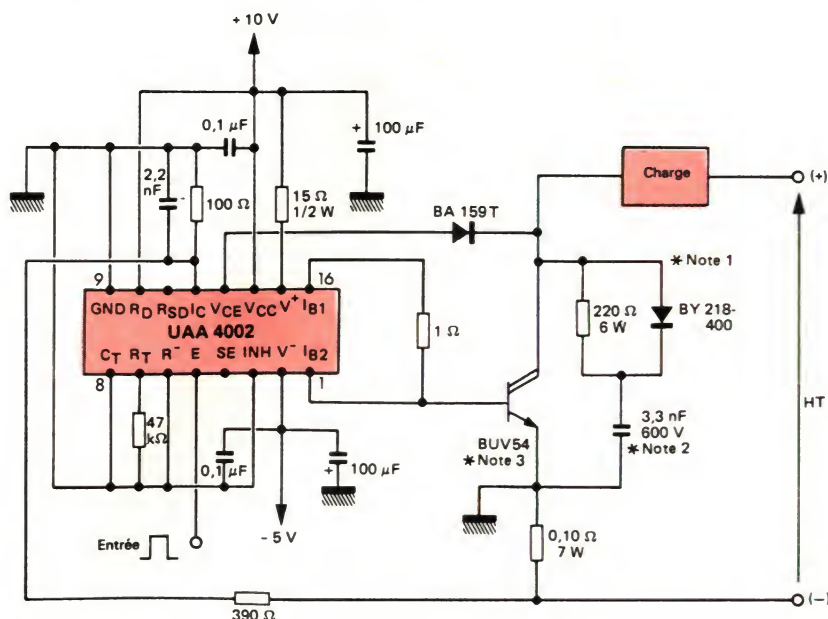 + 10 V
0,1 µF
+
100 µF
2,2
nF
100 Ω
15 Ω
1/2 W
BA 159 T
Charge
(+)
* Note 1
9
16
GND RD RSD IC VCE VCC V+ IB1
UAA 4002
CT RT R- E SE INH V- IB2
8
1
1 Ω
220 Ω
6 W
BY 218-
400
HT
47
kΩ
0,1 µF
+
100 µF
BUV54
* Note 3
3,3 nF
600 V
* Note 2
Entrée
- 5 V
0,10 Ω
7 W
390 Ω
(-)